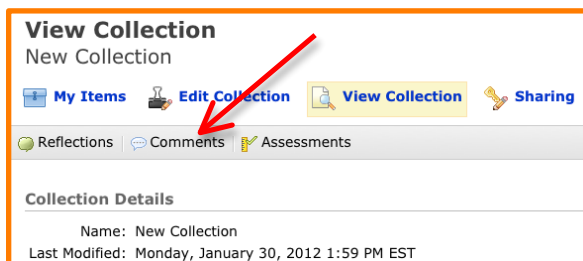 View Collection
New Collection
My Items Edit Collection View Collection Sharing
Reflections Comments Assessments
Collection Details
Name: New Collection
Last Modified: Monday, January 30, 2012 1:59 PM EST